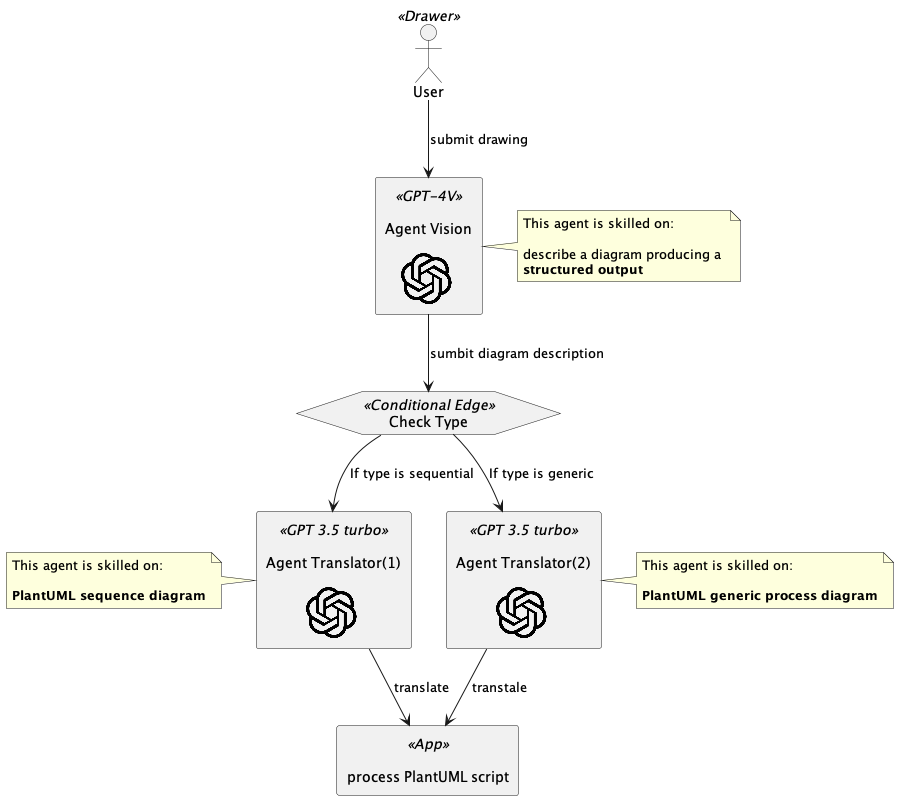 «Drawer»
User
submit drawing
«GPT-4V»
Agent Vision
This agent is skilled on:
describe a diagram producing a
structured output
sumbit diagram description
«Conditional Edge»
Check Type
If type is sequential
If type is generic
«GPT 3.5 turbo»
Agent Translator(1)
«GPT 3.5 turbo»
Agent Translator(2)
This agent is skilled on:
PlantUML sequence diagram
This agent is skilled on:
PlantUML generic process diagram
translate
transtale
«App»
process PlantUML script